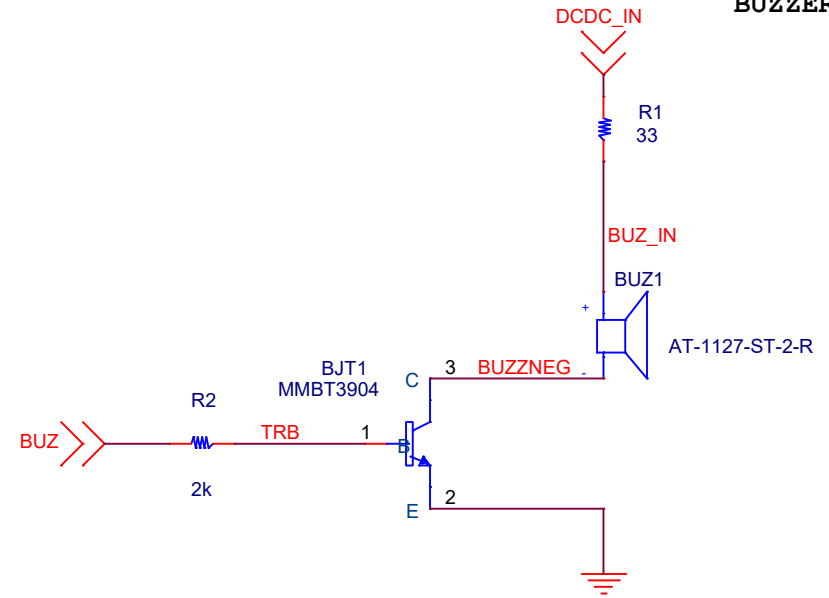 DCDC_IN
BUZZER
R1
33
BUZ_IN
BUZ1
+
AT-1127-ST-2-R
-
BJT1
MMBT3904
C
3
BUZZNEG
R2
BUZ
TRB
1
B
2k
E
2